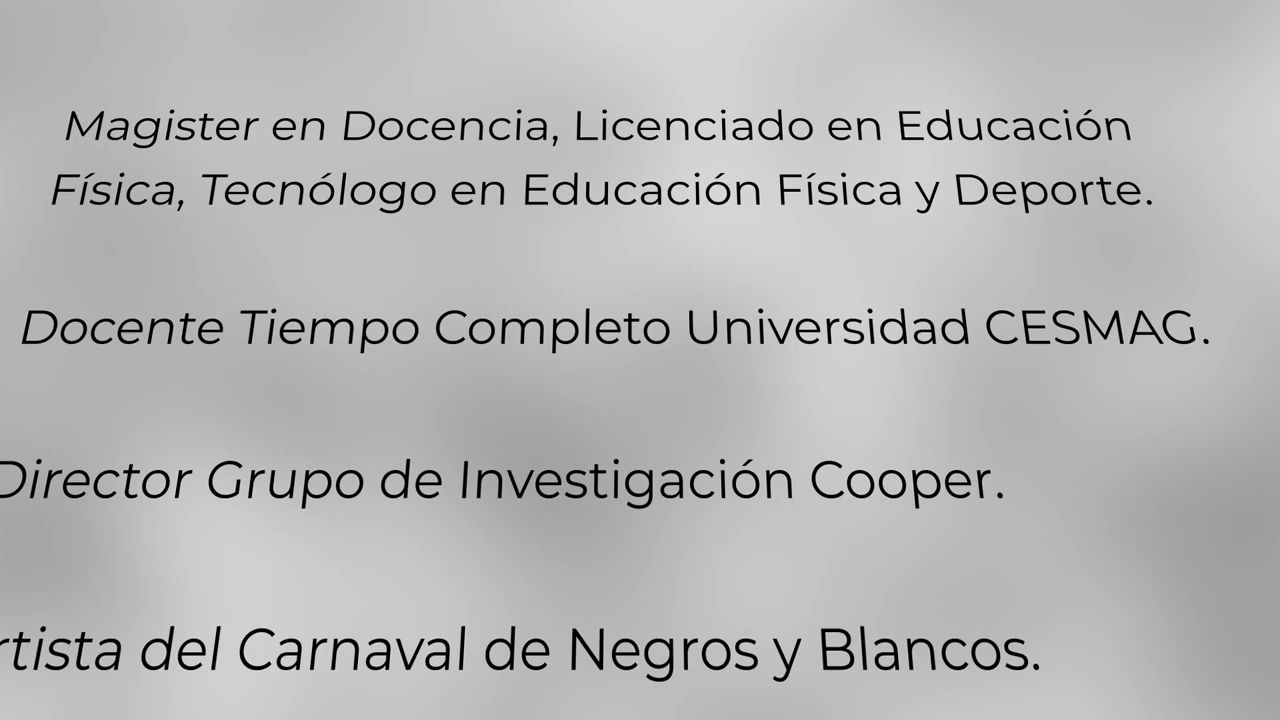 Magister en Docencia, Licenciado en Educación
Física, Tecnólogo en Educación Física y Deporte.
Docente Tiempo Completo Universidad CESMAG.
Director Grupo de Investigación Cooper.
rtista del Carnaval de Negros y Blancos.